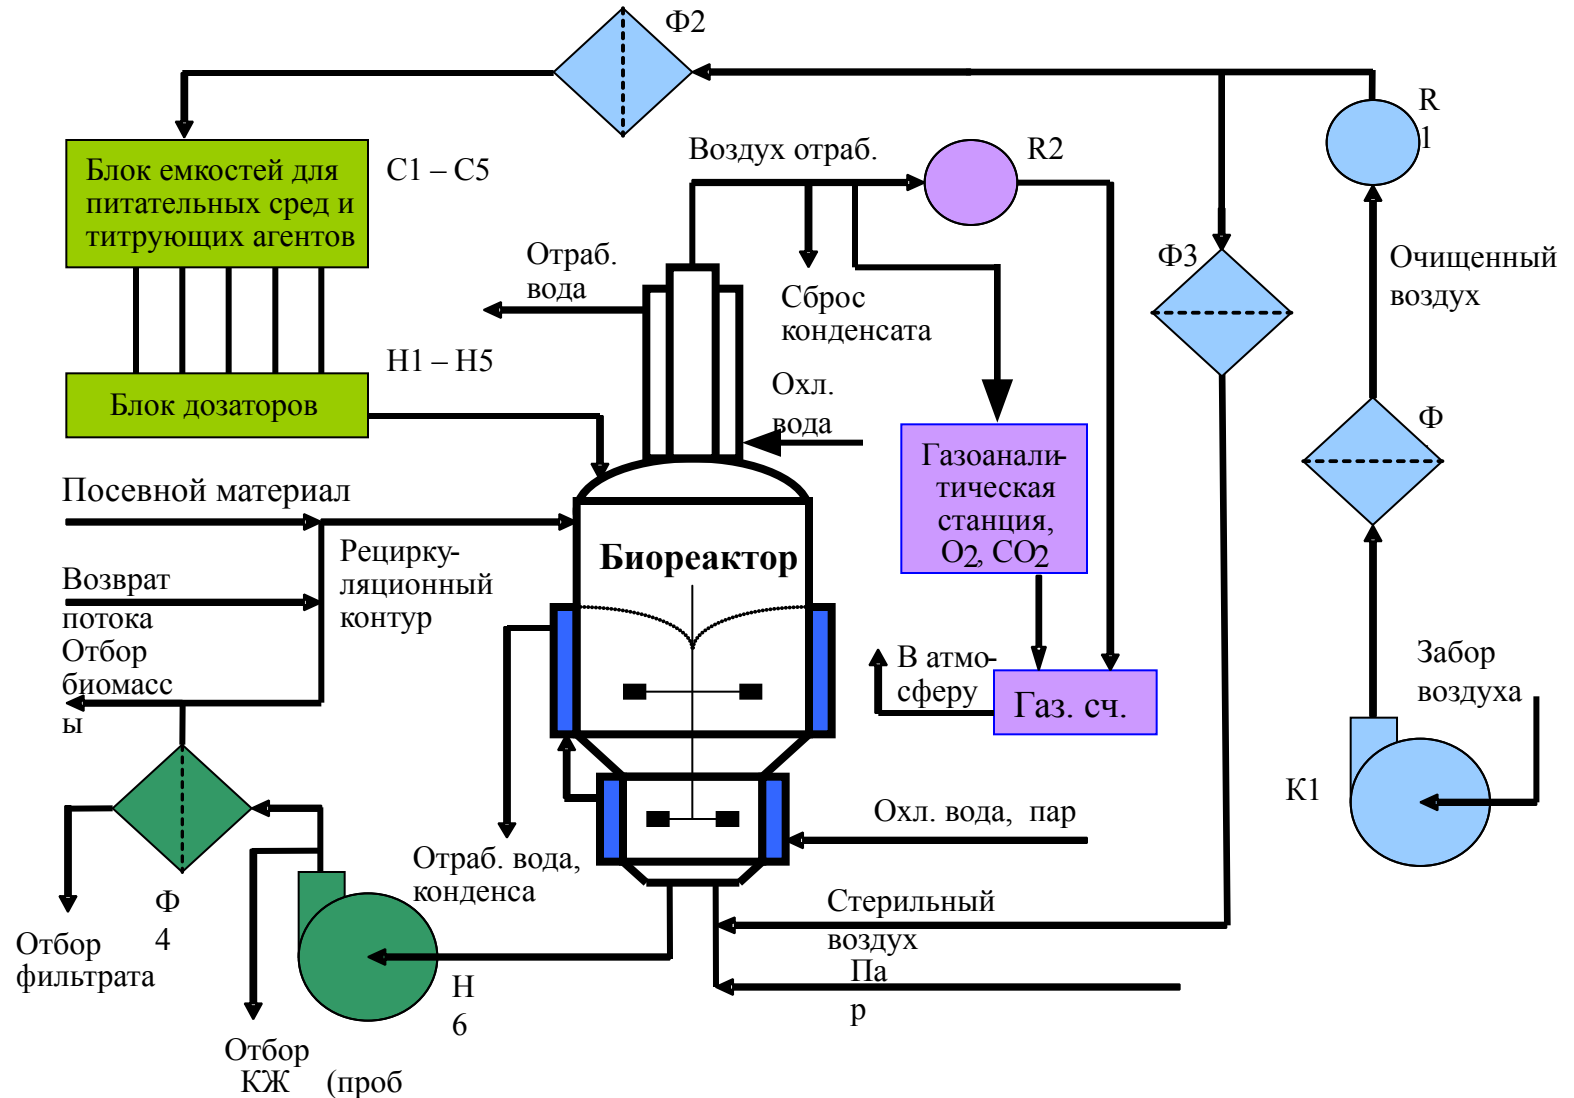 Ф2
R
1
Воздух отраб.
R2
Блок емкостей для
питательных сред и
титрующих агентов
С1 – С5
Отраб.
вода
Сброс
конденсата
Ф3
Очищенный
воздух
Н1 – Н5
Блок дозаторов
Охл.
вода
Ф
Газоанали-
тическая
станция,
О2, СО2
Посевной материал
Рецирку-
ляционный
контур
Биореактор
Возврат
потока
Отбор
биомасс
ы
В атмо-
сферу
Газ. сч.
Забор
воздуха
К1
Охл. вода, пар
Отраб. вода,
конденса
Ф
4
Стерильный
воздух
Па
р
Отбор
фильтрата
Н
6
Отбор
КЖ (проб